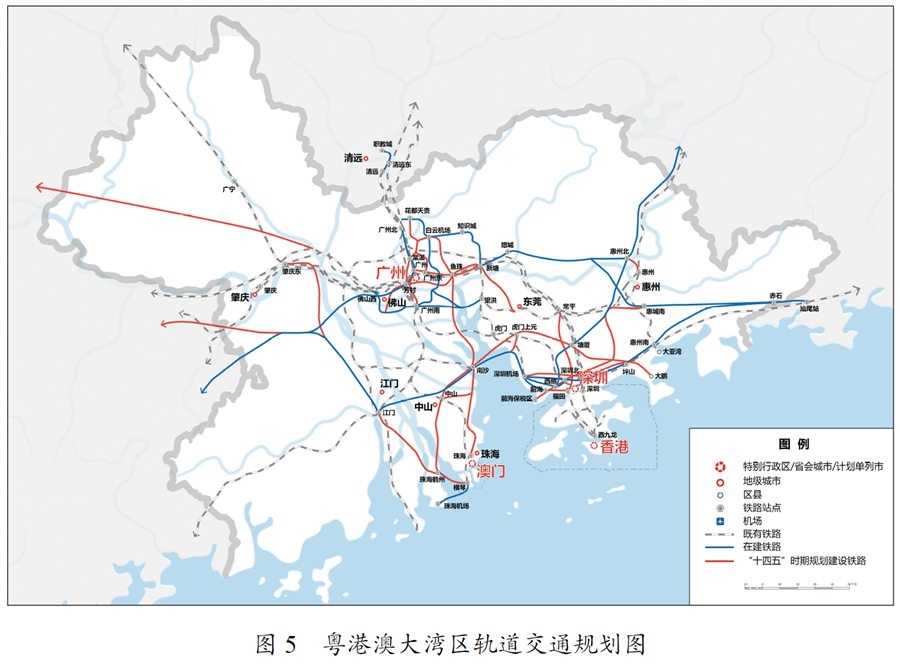 职教城
清远
清远东
清远
广宁
花都天贵
广州北
白云机场
知识城
增城
棠溪
广州
广州
广州东
鱼珠
新塘
惠州北
惠州
惠州
肇庆东
肇庆
肇庆
芳村
佛山西
佛山
广州南
望洪
东莞
常平
惠城南
赤石
汕尾站
虎门
虎门上元
塘厦
惠州南
大亚湾
坪山
大鹏
江门
江门
中山
中山
南沙
深圳机场
深圳北
西丽
深圳
前海
福田
深圳
前海保税区
西九龙
香港
珠海
珠海
澳门
珠海鹤州
横琴
珠海机场
图 例
特别行政区/省会城市/计划单列市
地级城市
区县
铁路站点
机场
既有铁路
在建铁路
“十四五”时期规划建设铁路
图 5 粤港澳大湾区轨道交通规划图